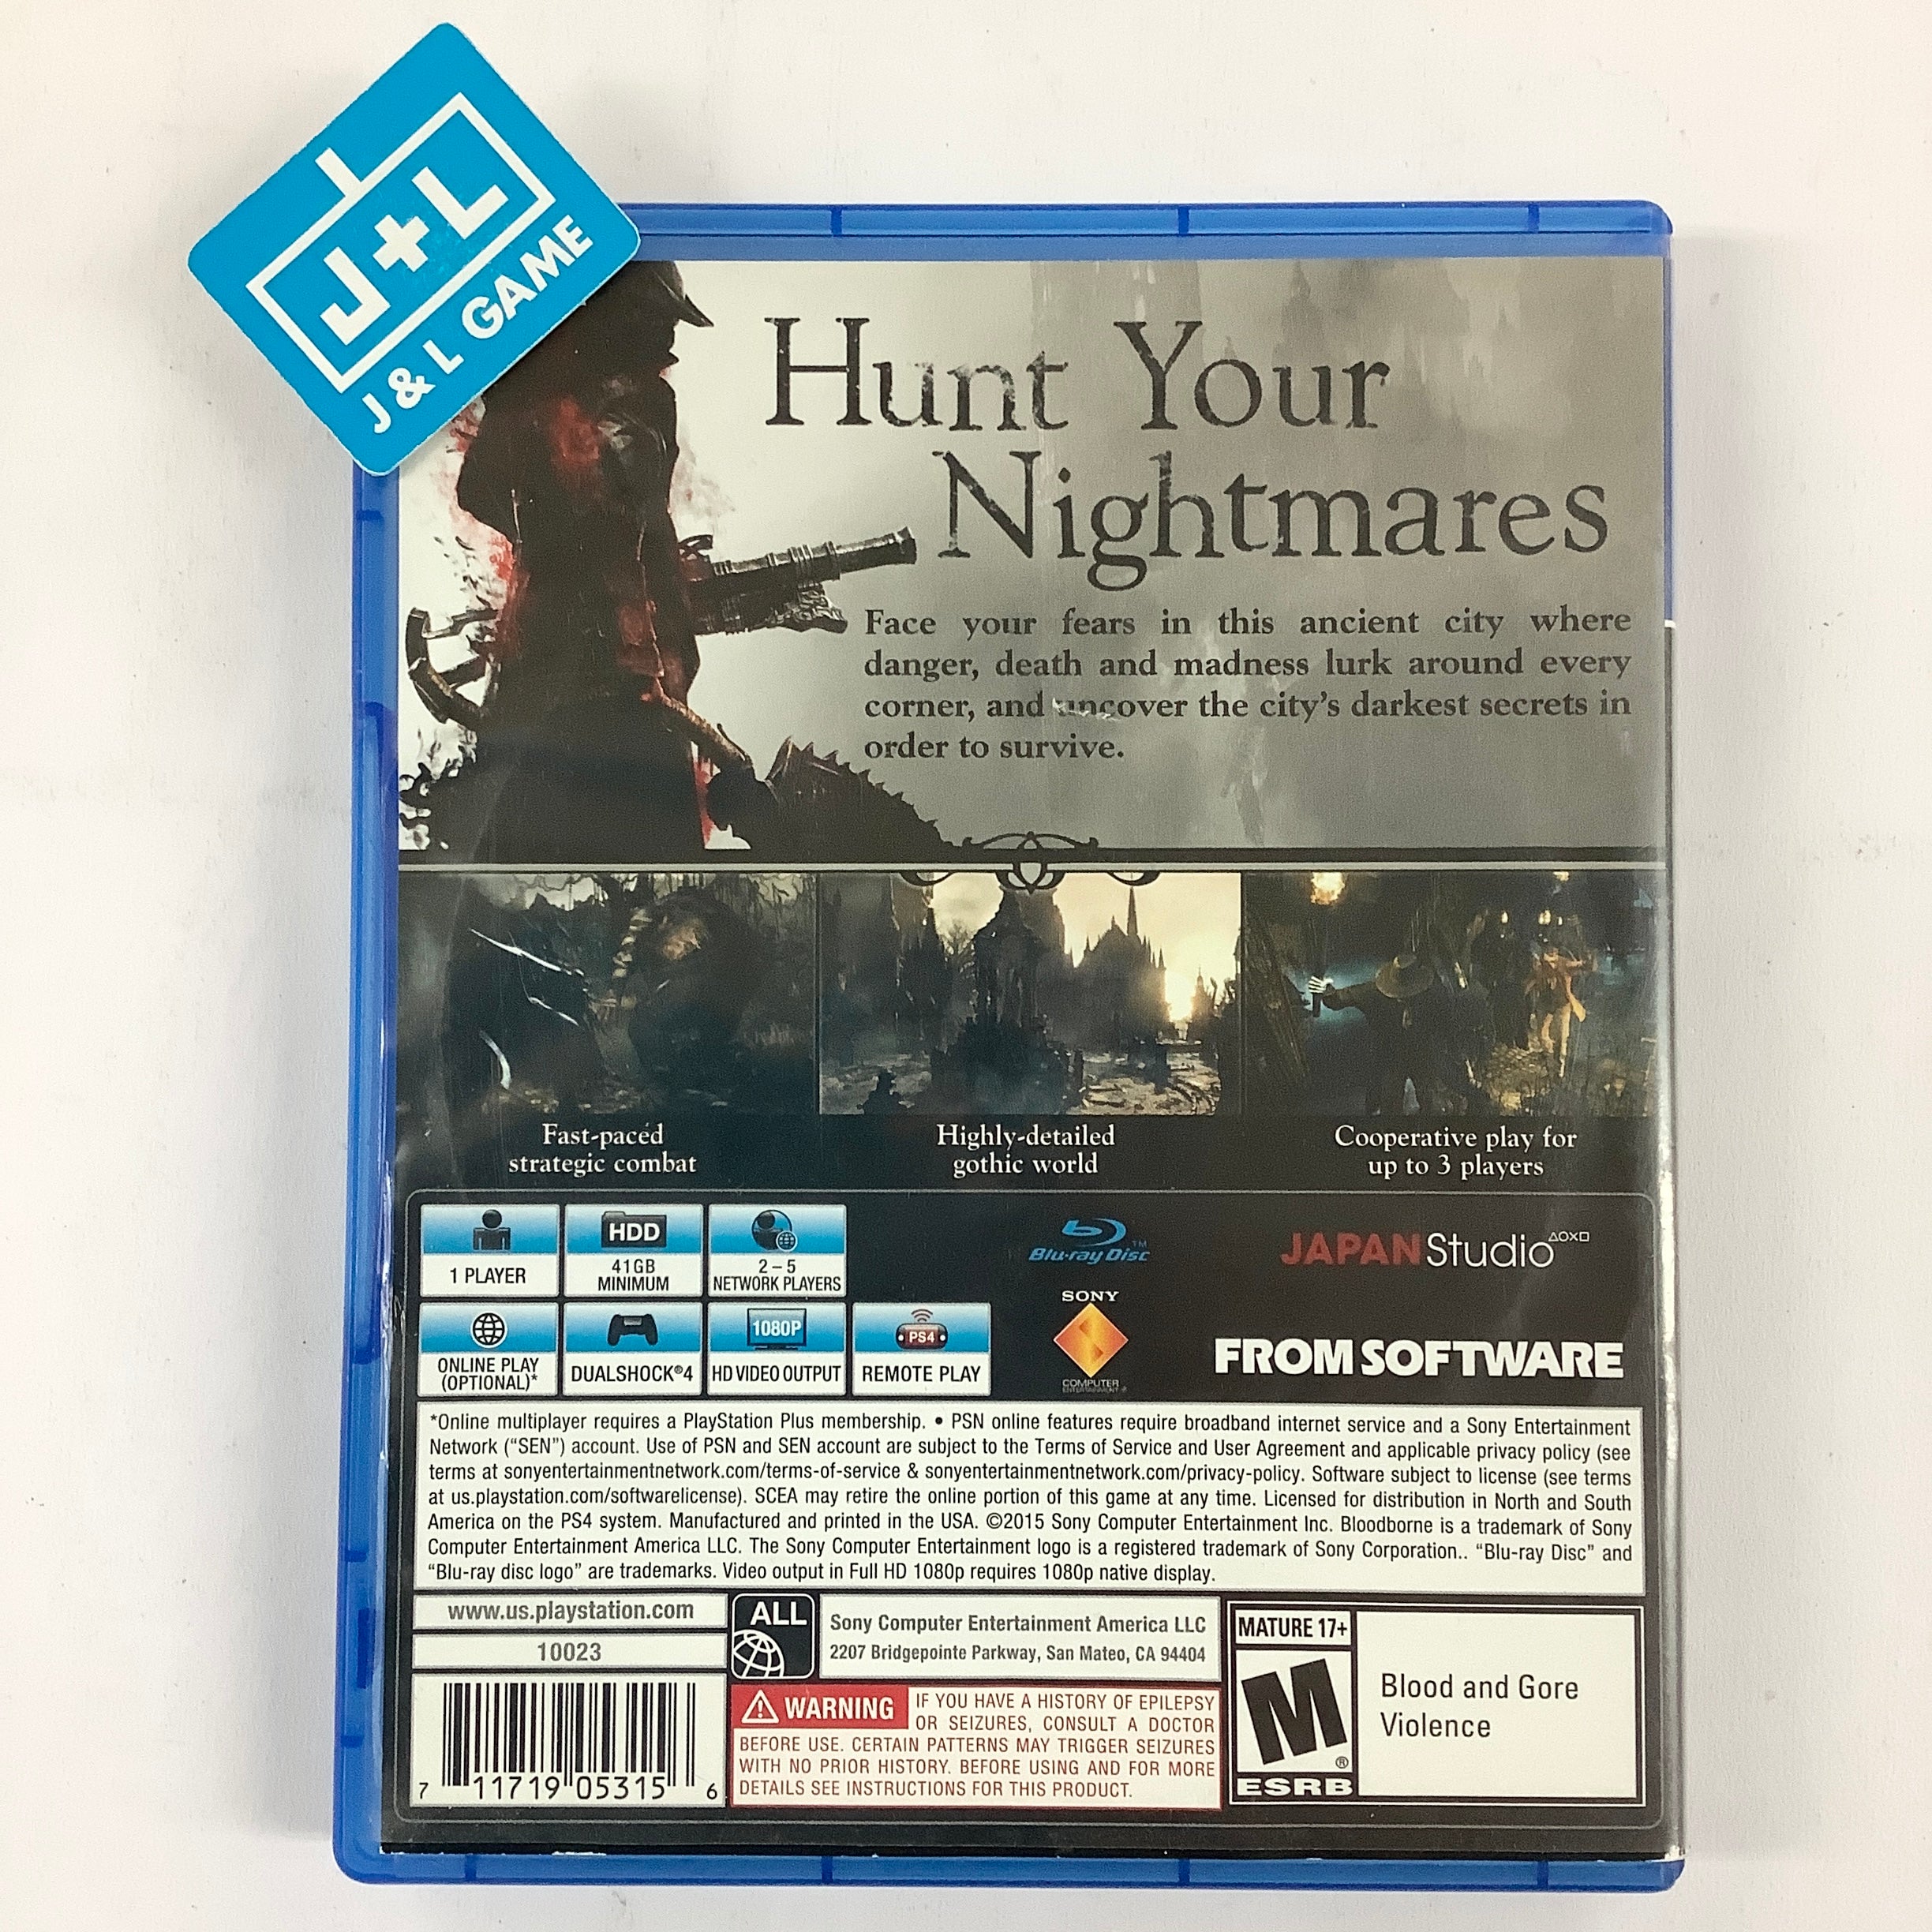 J+L
J & L GAME
Hunt Your
Nightmares
Face your fears in this ancient city where
danger, death and madness lurk around every
corner, and uncover the city's darkest secrets in
order to survive.
Fast-paced
strategic combat
Highly-detailed
gothic world
Cooperative play for
up to 3 players
1 PLAYER
HDD
41GB
MINIMUM
2 – 5
NETWORK PLAYERS
Blu-ray Disc™
JAPAN Studio
ONLINE PLAY
(OPTIONAL)*
DUALSHOCK®4
1080P
HD VIDEO OUTPUT
PS4
REMOTE PLAY
SONY
COMPUTER
ENTERTAINMENT
FROMSOFTWARE
*Online multiplayer requires a PlayStation Plus membership. • PSN online features require broadband internet service and a Sony Entertainment
Network (“SEN”) account. Use of PSN and SEN account are subject to the Terms of Service and User Agreement and applicable privacy policy (see
terms at sonyentertainmentnetwork.com/terms-of-service & sonyentertainmentnetwork.com/privacy-policy. Software subject to license (see terms
at us.playstation.com/softwarelicense). SCEA may retire the online portion of this game at any time. Licensed for distribution in North and South
America on the PS4 system. Manufactured and printed in the USA. ©2015 Sony Computer Entertainment Inc. Bloodborne is a trademark of Sony
Computer Entertainment America LLC. The Sony Computer Entertainment logo is a registered trademark of Sony Corporation.. “Blu-ray Disc” and
“Blu-ray disc logo” are trademarks. Video output in Full HD 1080p requires 1080p native display.
www.us.playstation.com
10023
7 11719 05315 6
ALL
Sony Computer Entertainment America LLC
2207 Bridgepointe Parkway, San Mateo, CA 94404
WARNING IF YOU HAVE A HISTORY OF EPILEPSY
OR SEIZURES, CONSULT A DOCTOR
BEFORE USE. CERTAIN PATTERNS MAY TRIGGER SEIZURES
WITH NO PRIOR HISTORY. BEFORE USING AND FOR MORE
DETAILS SEE INSTRUCTIONS FOR THIS PRODUCT.
MATURE 17+
M®
ESRB
Blood and Gore
Violence